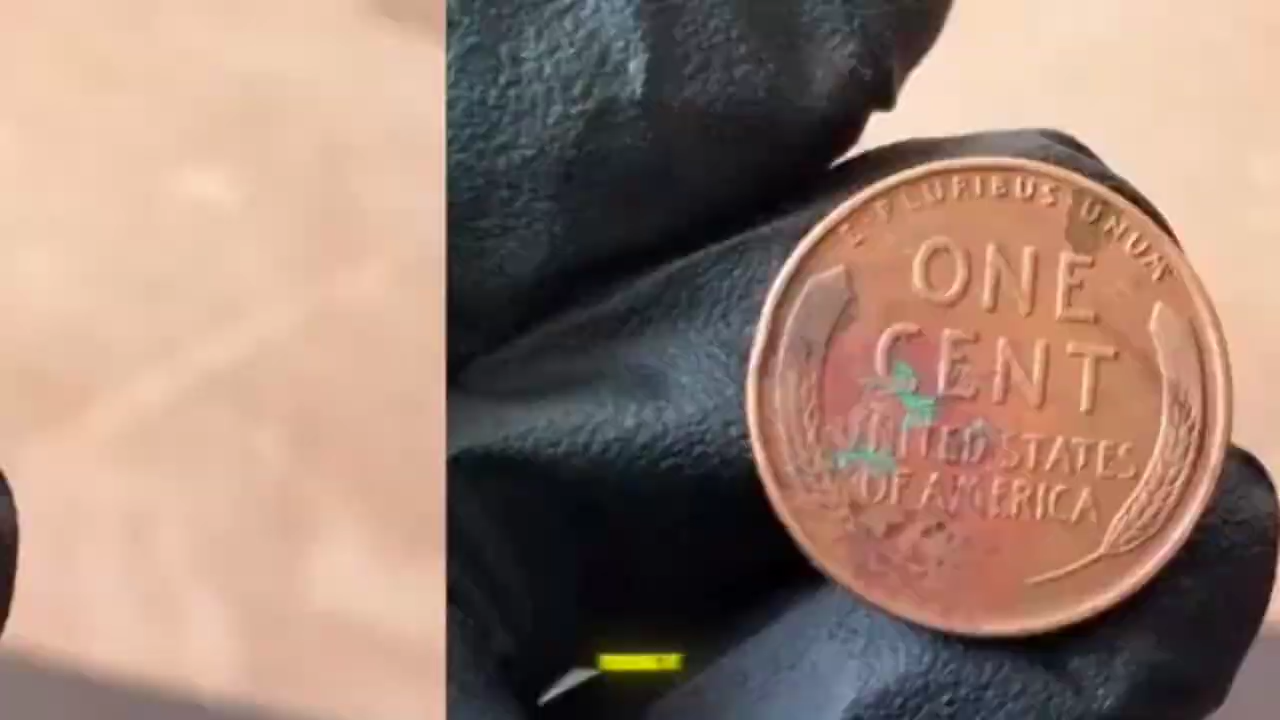 E·PLURIBUS·UNUM
ONE
CENT
UNITED STATES
OF AMERICA